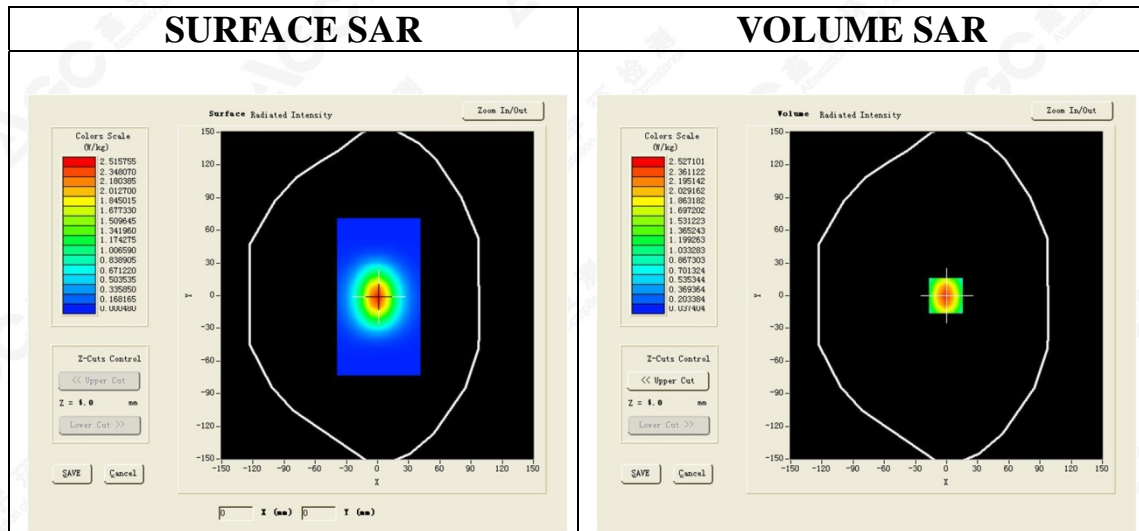 SURFACE SAR
VOLUME SAR
Surface Radiated Intensity
Zoom In/Out
Colors Scale
(W/kg)
2.515755
2.348070
2.180385
2.012700
1.845015
1.677330
1.509645
1.341960
1.174275
1.006590
0.838905
0.671220
0.503535
0.335850
0.168165
0.000480
150
120
90
60
30
0
-30
-60
-90
-120
-150
Y
-150 -120 -90 -60 -30 0 30 60 90 120 150
X
Z-Cuts Control
<< Upper Cut
Z = 4.0 mm
Lower Cut >>
SAVE Cancel
0 X (mm) 0 Y (mm)
Volume Radiated Intensity
Zoom In/Out
Colors Scale
(W/kg)
2.527101
2.361122
2.195142
2.029162
1.863182
1.697202
1.531223
1.365243
1.199263
1.033283
0.867303
0.701324
0.535344
0.369364
0.203384
0.037404
150
120
90
60
30
0
-30
-60
-90
-120
-150
Y
-150 -120 -90 -60 -30 0 30 60 90 120 150
X
Z-Cuts Control
<< Upper Cut
Z = 4.0 mm
Lower Cut >>
SAVE Cancel